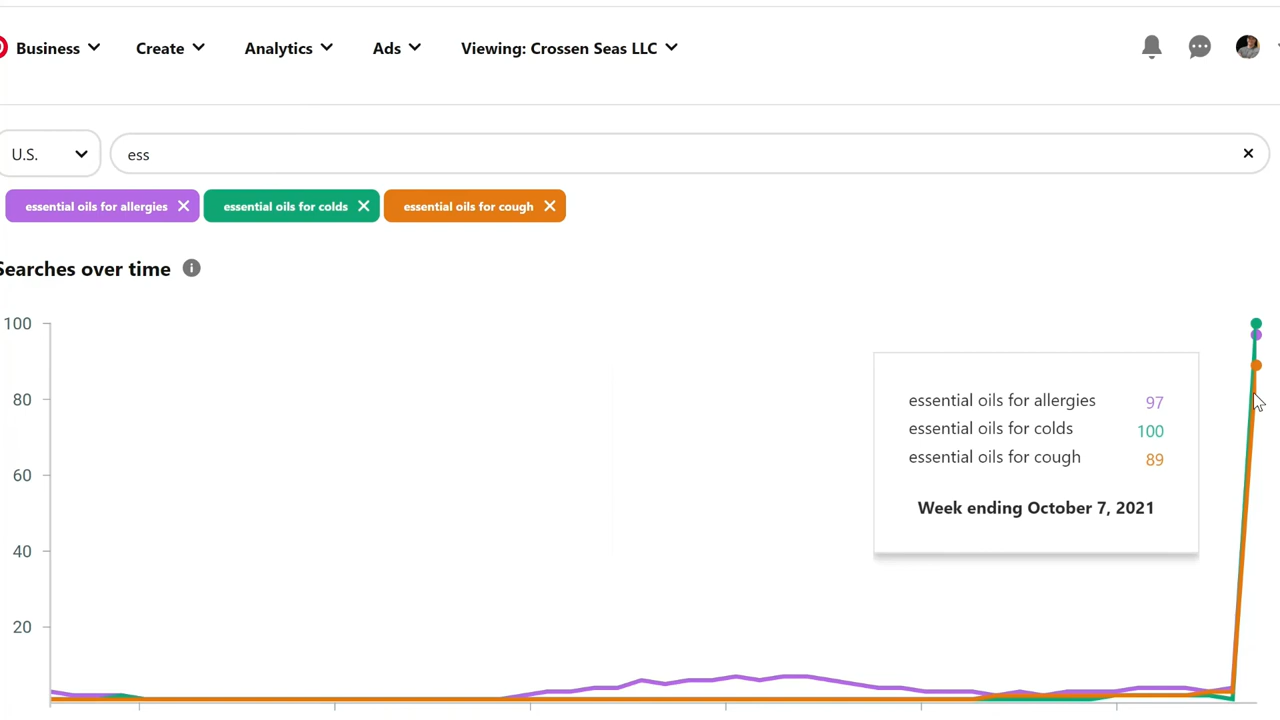 Business Create Analytics Ads Viewing: Crossen Seas LLC
U.S. ess
essential oils for allergies essential oils for colds essential oils for cough
Searches over time
100
80
60
40
20
essential oils for allergies 97
essential oils for colds 100
essential oils for cough 89
Week ending October 7, 2021